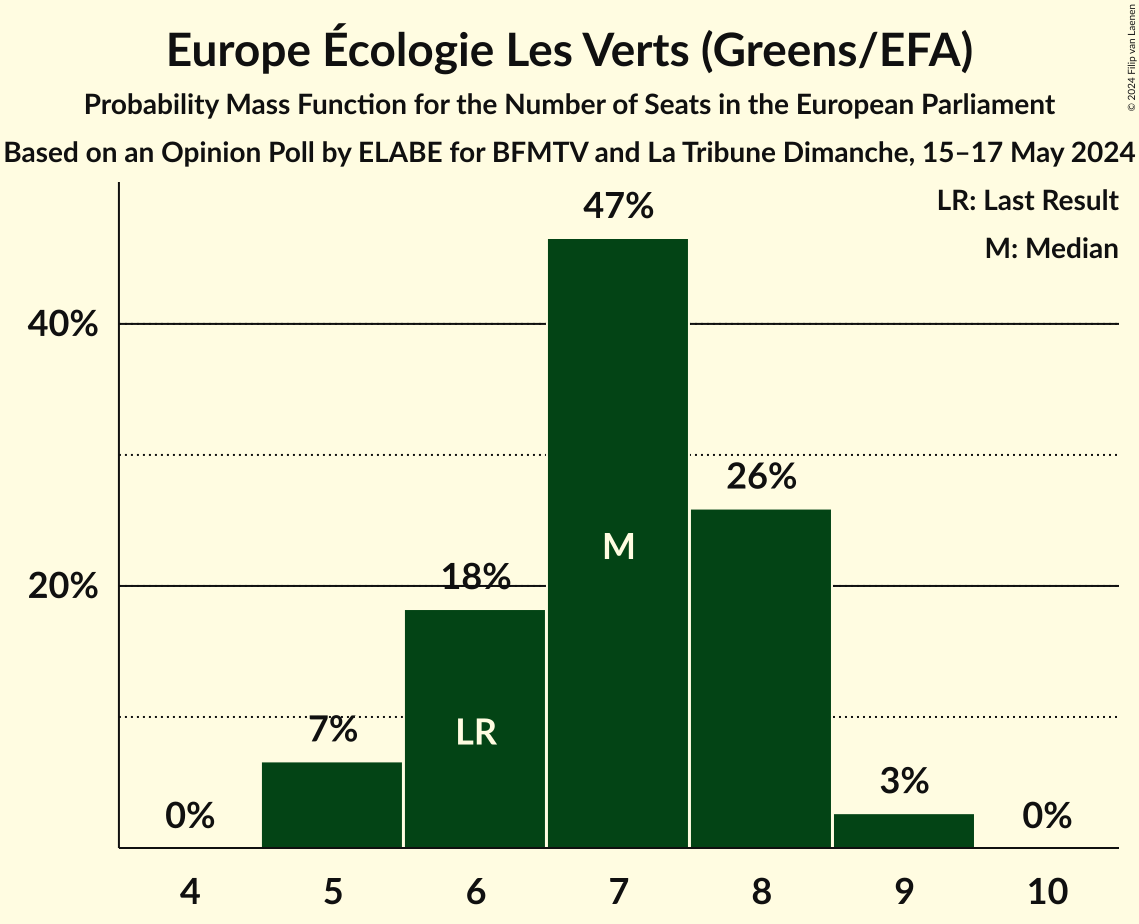 Europe Écologie Les Verts (Greens/EFA)
Probability Mass Function for the Number of Seats in the European Parliament
Based on an Opinion Poll by ELABE for BFMTV and La Tribune Dimanche, 15–17 May 2024
© 2024 Filip van Laenen
LR: Last Result
M: Median
47%
40%
26%
M
18%
20%
LR
7%
3%
0%
0%
4 5 6 7 8 9 10